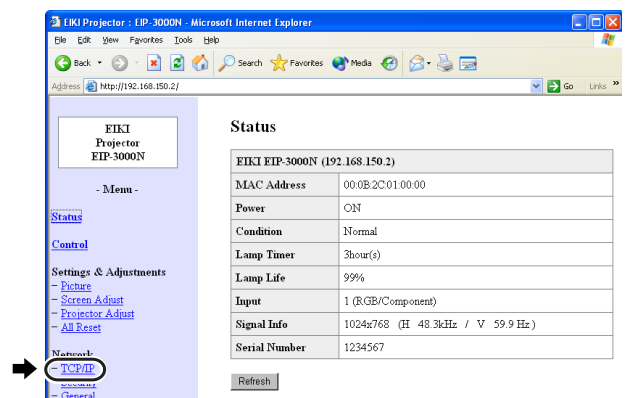 EIKI Projector : EIP-3000N - Microsoft Internet Explorer
File Edit View Favorites Tools Help
Back Search Favorites Media
Address http://192.168.150.2/ Go Links »
EIKI
Projector
EIP-3000N
- Menu -
Status
Control
Settings & Adjustments
- Picture
- Screen Adjust
- Projector Adjust
- All Reset
Network
- TCP/IP
- Security
- General
Status
EIKI EIP-3000N (192.168.150.2)
MAC Address 00:0B:2C:01:00:00
Power ON
Condition Normal
Lamp Timer 3hour(s)
Lamp Life 99%
Input 1 (RGB/Component)
Signal Info 1024x768 (H 48.3kHz / V 59.9 Hz)
Serial Number 1234567
Refresh